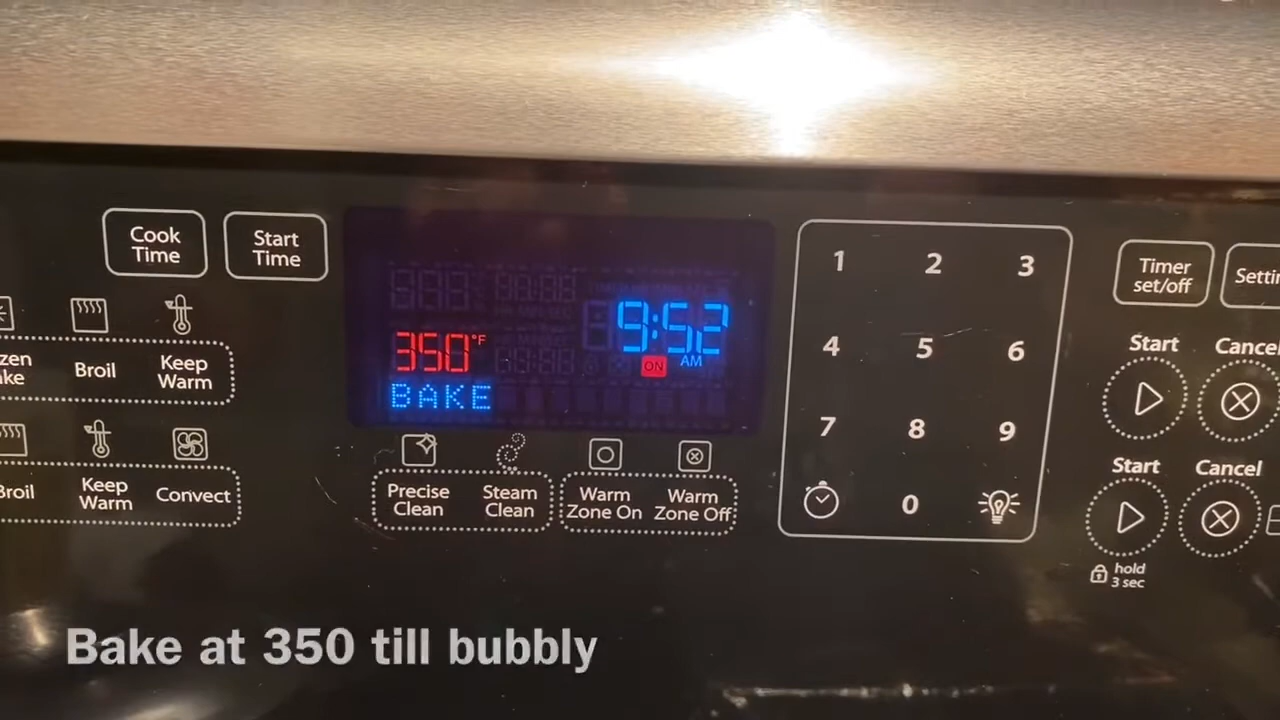 Cook
Time
Start
Time
350°F
BAKE
9:52
ON
AM
1 2 3
4 5 6
7 8 9
0
Timer
set/off
Start
Cancel
Broil
Keep
Warm
Keep
Warm
Convect
Precise
Clean
Steam
Clean
Warm
Zone On
Warm
Zone Off
Start
Cancel
hold
3 sec
Bake at 350 till bubbly